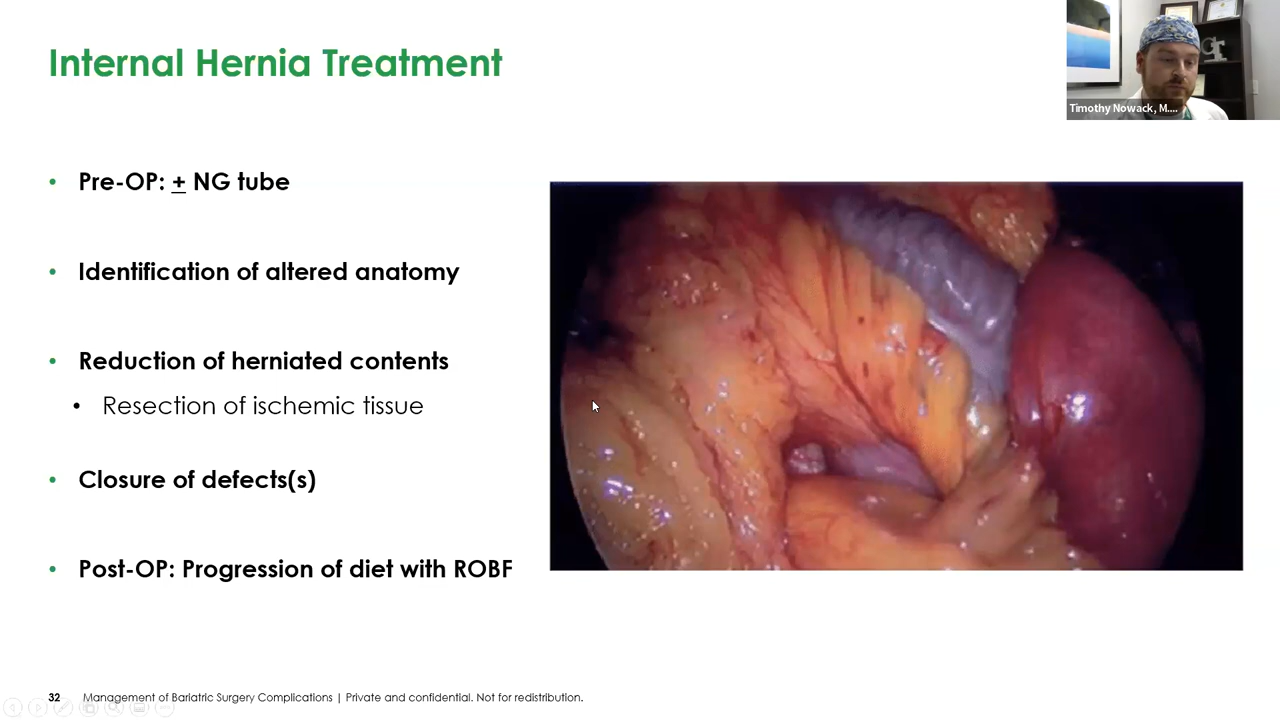 Internal Hernia Treatment
Timothy Nowack, M....
• Pre-OP: ± NG tube
• Identification of altered anatomy
• Reduction of herniated contents
• Resection of ischemic tissue
• Closure of defects(s)
• Post-OP: Progression of diet with ROBF
32 Management of Bariatric Surgery Complications | Private and confidential. Not for redistribution.